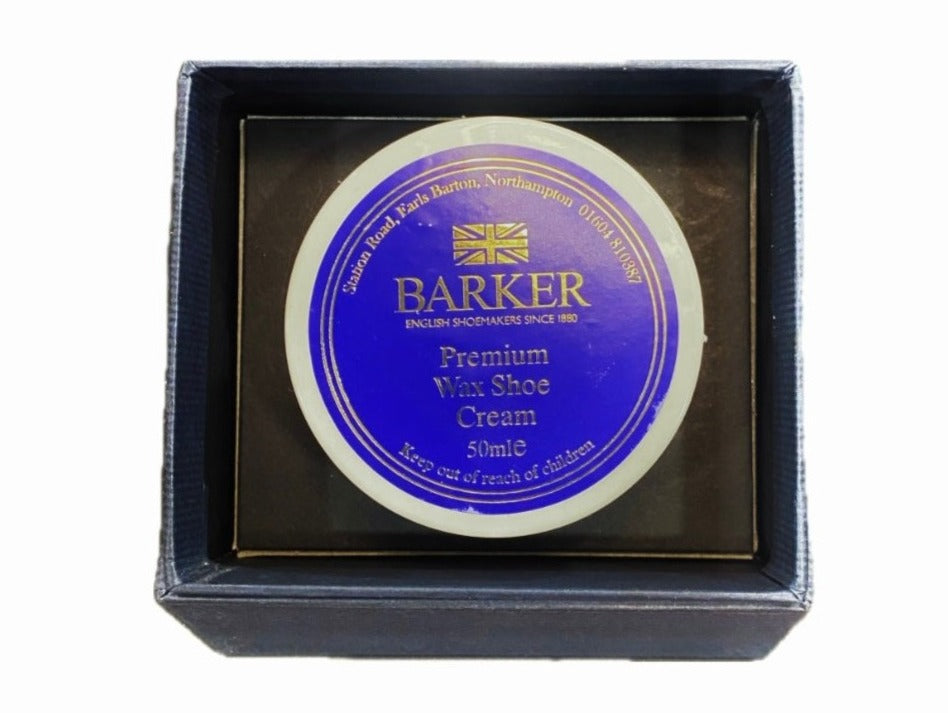 Station Road, Earls Barton, Northampton 01604 810387
BARKER
ENGLISH SHOEMAKERS SINCE 1880
Premium
Wax Shoe
Cream
50ml℮
Keep out of reach of children